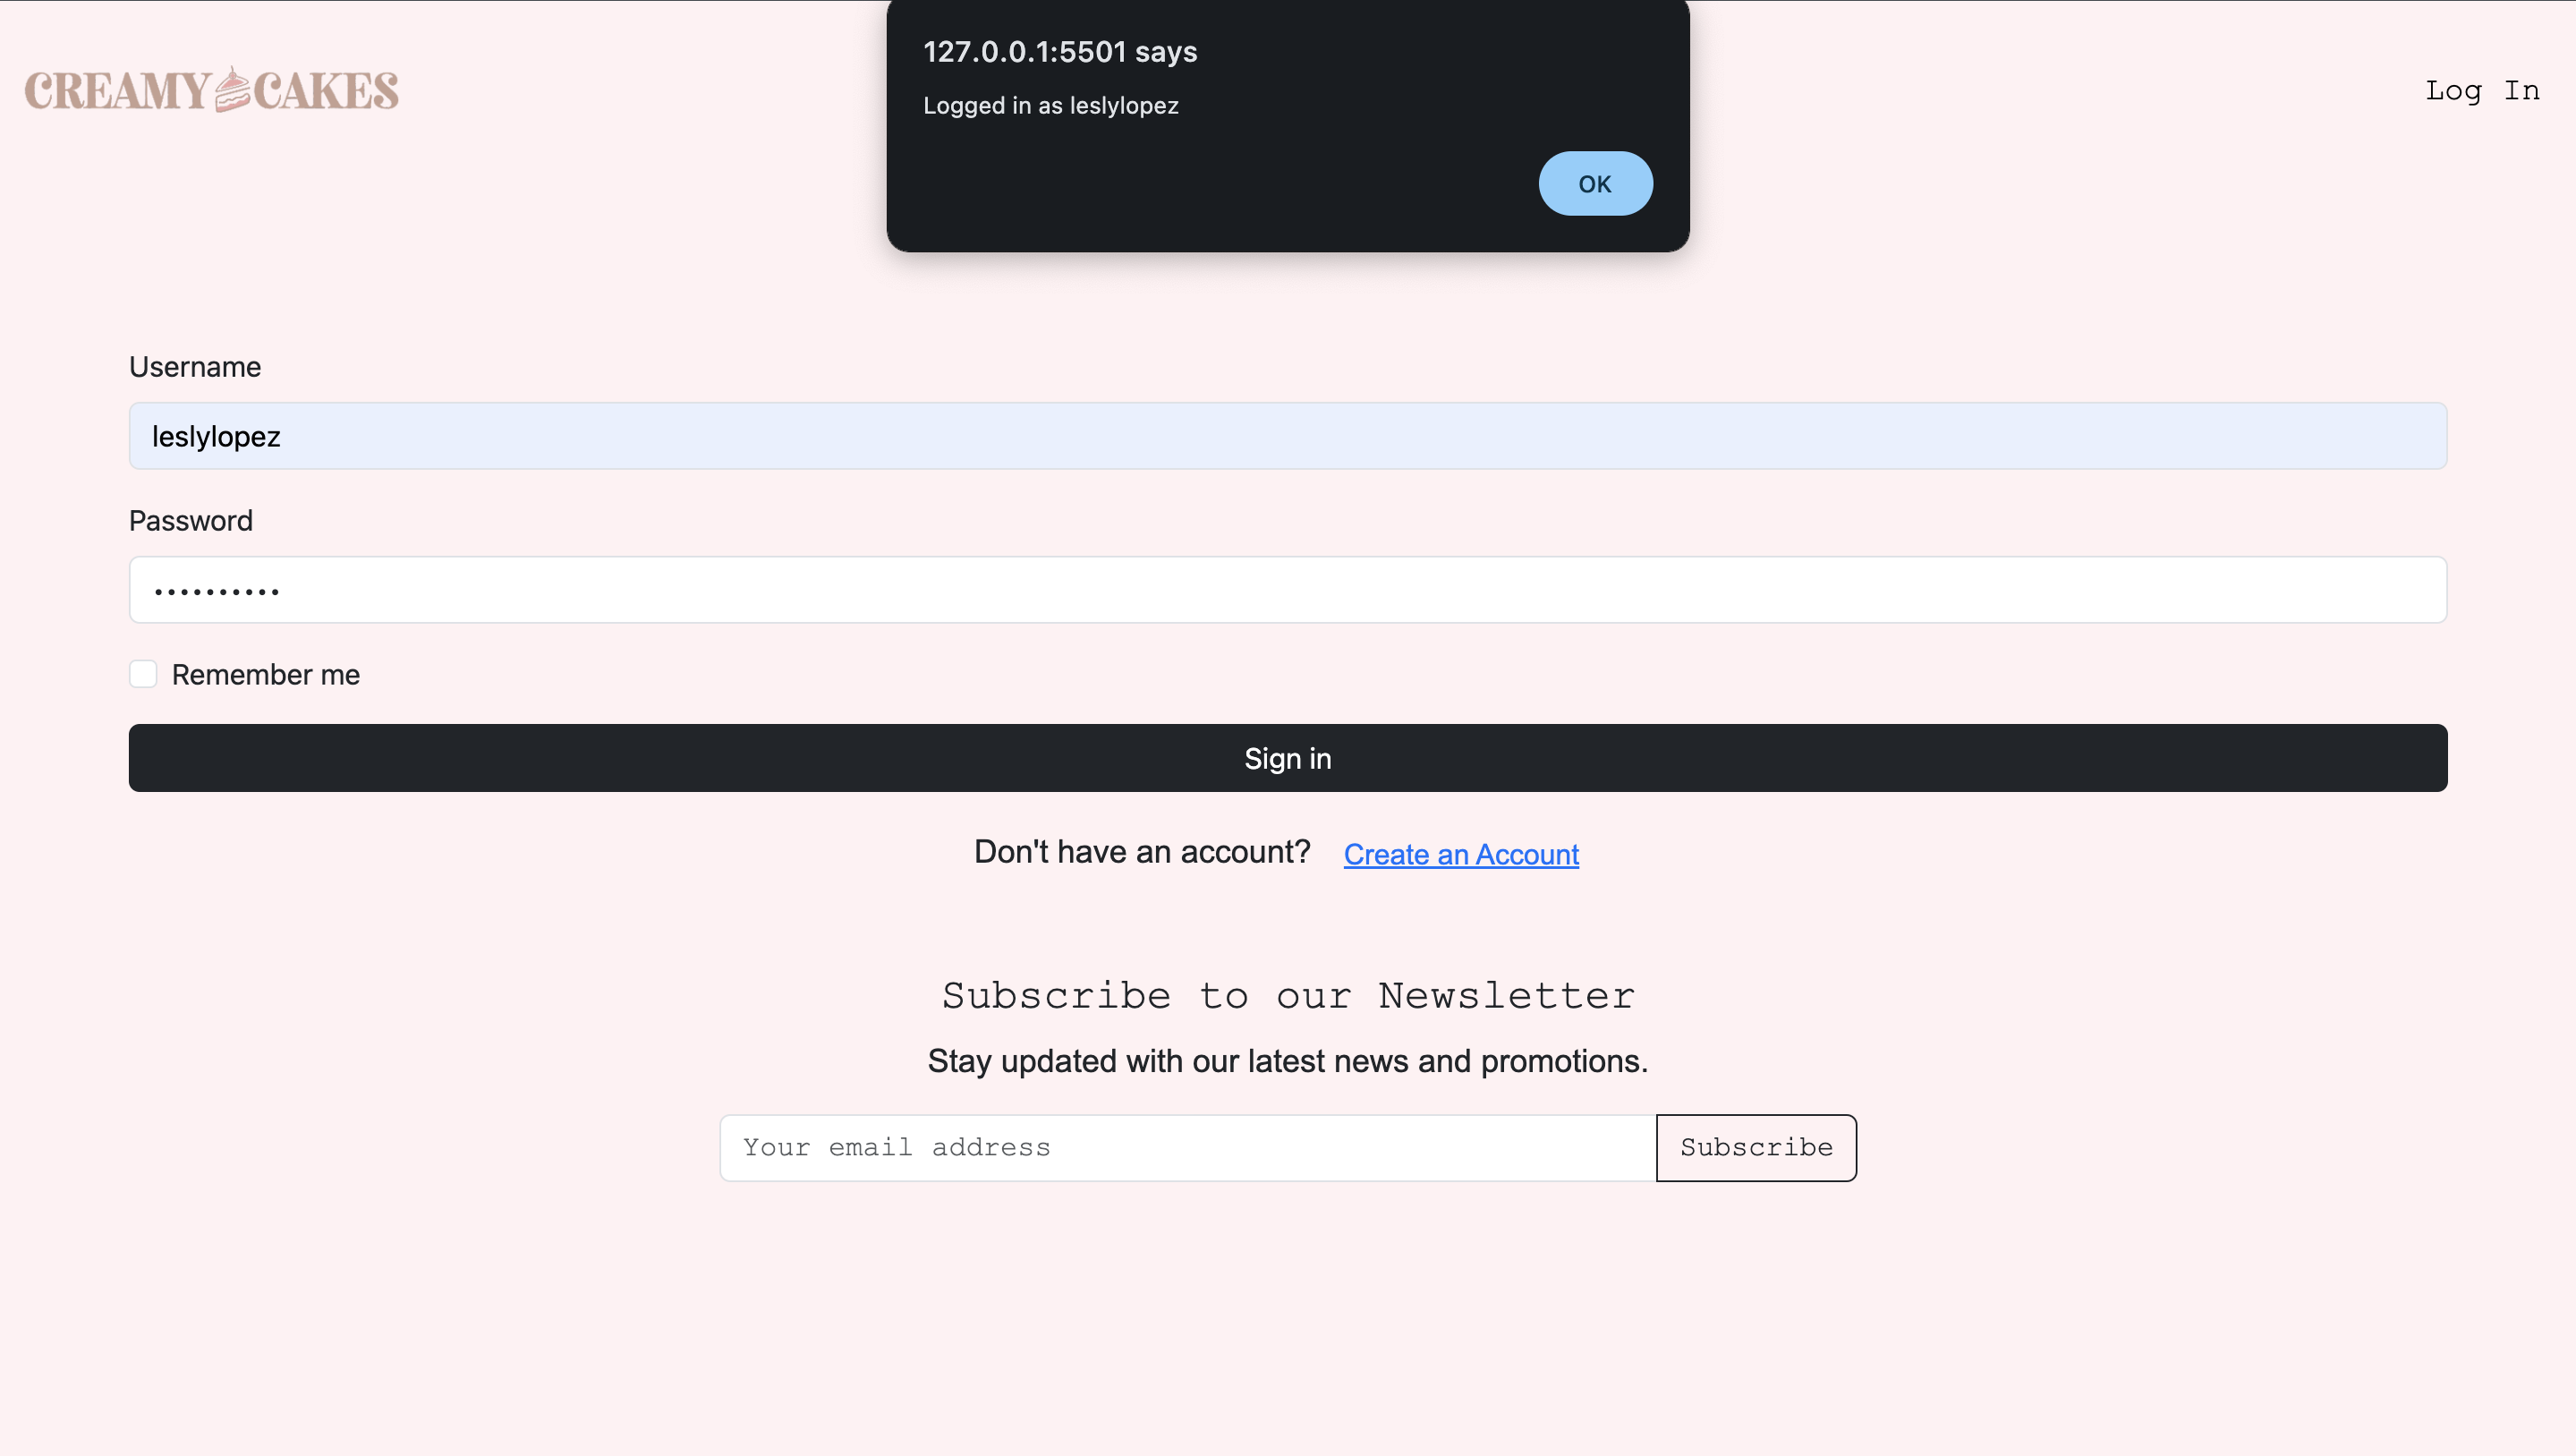 127.0.0.1:5501 says
Logged in as leslylopez
OK
CREAMY CAKES
Log In
Username
leslylopez
Password
••••••••••
Remember me
Sign in
Don't have an account? Create an Account
Subscribe to our Newsletter
Stay updated with our latest news and promotions.
Your email address
Subscribe